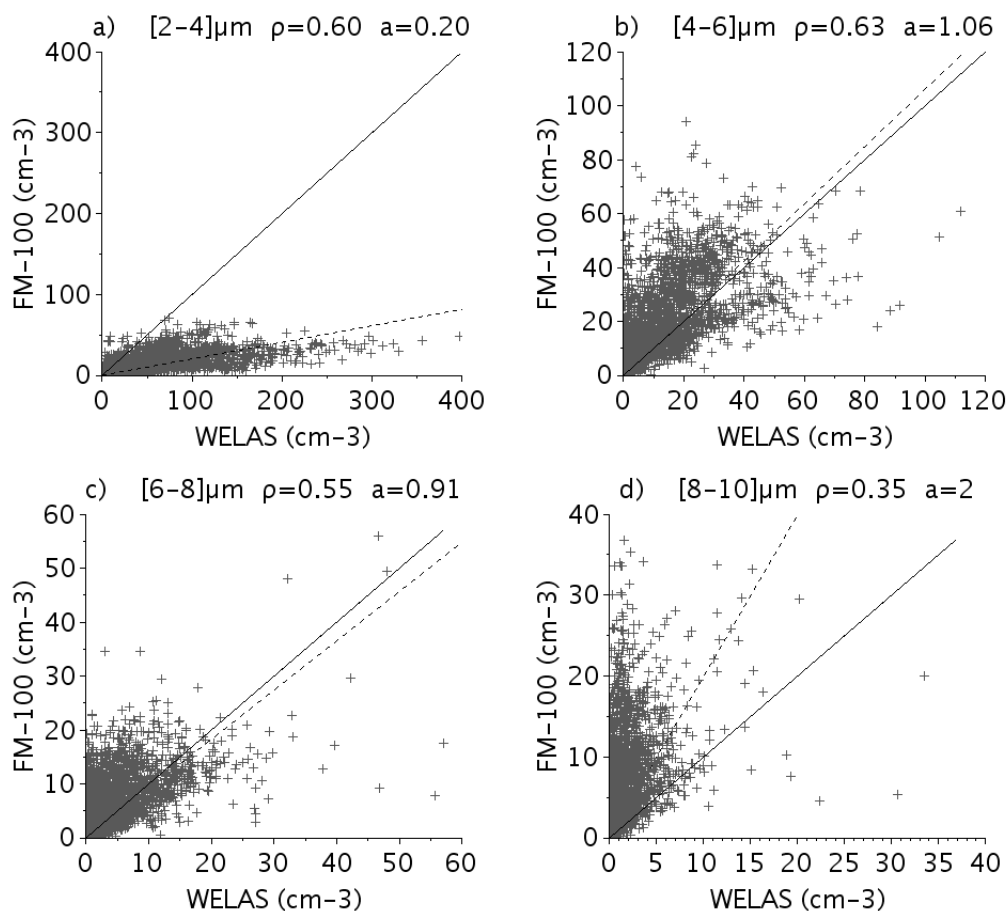 a) [2-4]µm ρ=0.60 a=0.20
400
300
200
100
0
0 100 200 300 400
FM-100 (cm-3)
WELAS (cm-3)
b) [4-6]µm ρ=0.63 a=1.06
120
100
80
60
40
20
0
0 20 40 60 80 100 120
FM-100 (cm-3)
WELAS (cm-3)
c) [6-8]µm ρ=0.55 a=0.91
60
50
40
30
20
10
0
0 10 20 30 40 50 60
FM-100 (cm-3)
WELAS (cm-3)
d) [8-10]µm ρ=0.35 a=2
40
30
20
10
0
0 5 10 15 20 25 30 35 40
FM-100 (cm-3)
WELAS (cm-3)